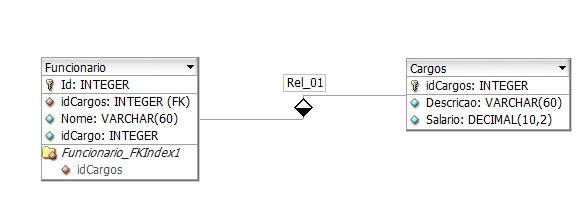 Funcionario
Id: INTEGER
idCargos: INTEGER (FK)
Nome: VARCHAR(60)
idCargo: INTEGER
Funcionario_FKIndex1
idCargos
Rel_01
Cargos
idCargos: INTEGER
Descricao: VARCHAR(60)
Salario: DECIMAL(10,2)